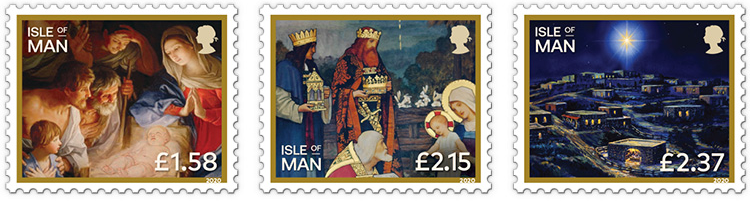 ISLE OF
MAN
£1.58
2020
ISLE OF
MAN
£2.15
2020
ISLE OF
MAN
£2.37
2020